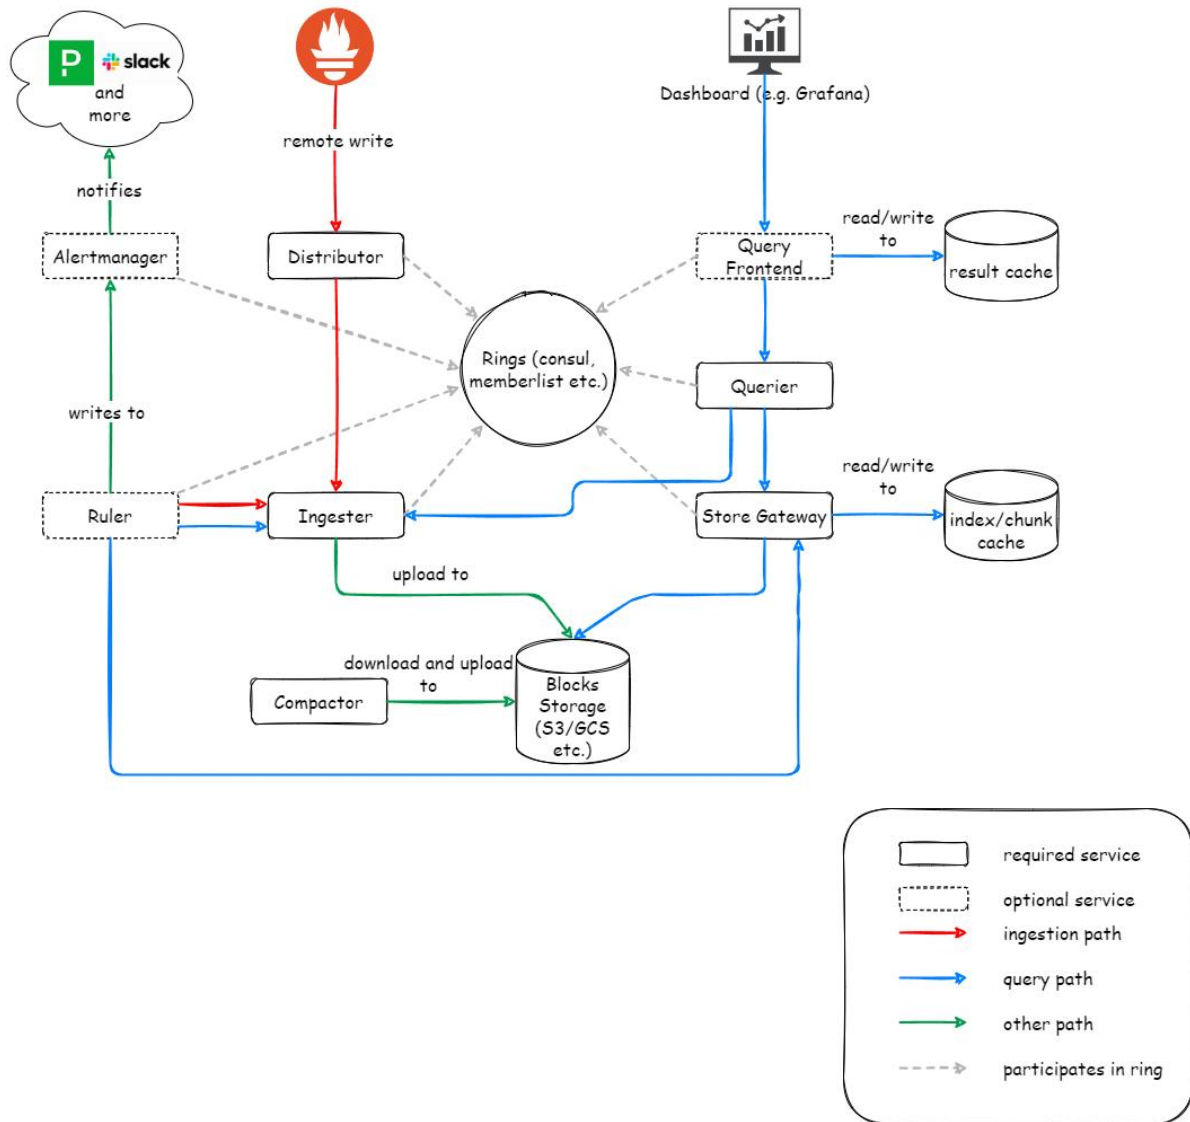 P
slack
and
more
remote write
Dashboard (e.g. Grafana)
notifies
Alertmanager
Distributor
Query
Frontend
read/write
to
result cache
Rings (consul,
memberlist etc.)
Querier
writes to
read/write
to
Ruler
Ingester
Store Gateway
index/chunk
cache
upload to
download and upload
to
Compactor
Blocks
Storage
(S3/GCS
etc.)
required service
optional service
ingestion path
query path
other path
participates in ring